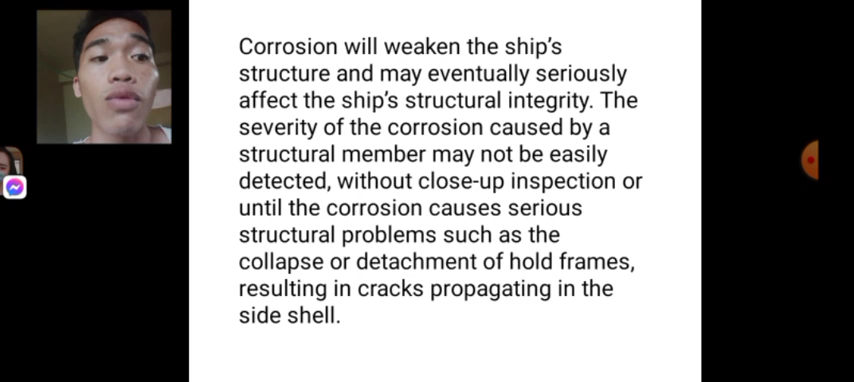 Corrosion will weaken the ship's
structure and may eventually seriously
affect the ship's structural integrity. The
severity of the corrosion caused by a
structural member may not be easily
detected, without close-up inspection or
until the corrosion causes serious
structural problems such as the
collapse or detachment of hold frames,
resulting in cracks propagating in the
side shell.